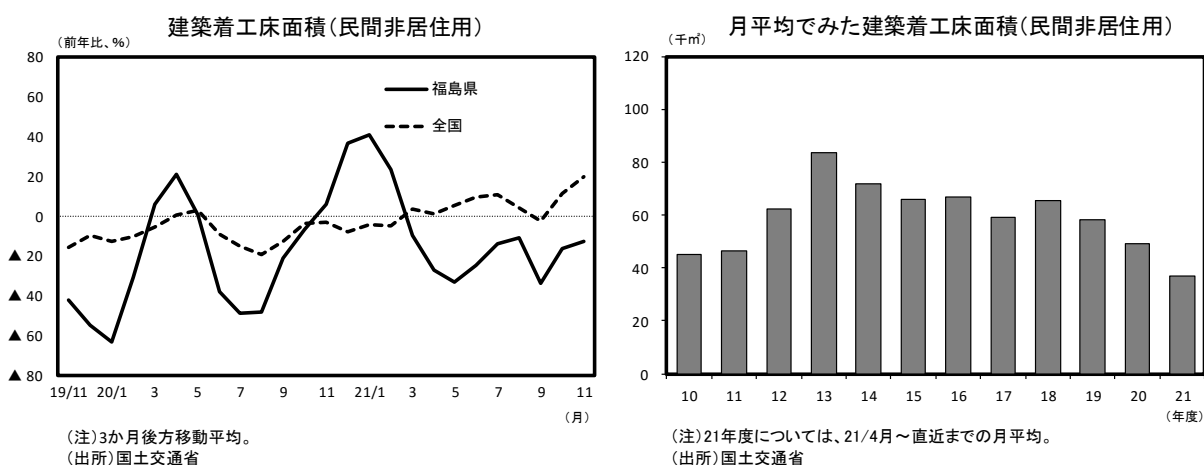 建築着工床面積(民間非居住用)
(前年比、%)
80
60
40
20
0
▲ 20
▲ 40
▲ 60
▲ 80
福島県
全国
19/11 20/1 3 5 7 9 11 21/1 3 5 7 9 11
(月)
(注)3か月後方移動平均。
(出所)国土交通省
月平均でみた建築着工床面積(民間非居住用)
(千㎡)
120
100
80
60
40
20
0
10 11 12 13 14 15 16 17 18 19 20 21
(年度)
(注)21年度については、21/4月~直近までの月平均。
(出所)国土交通省